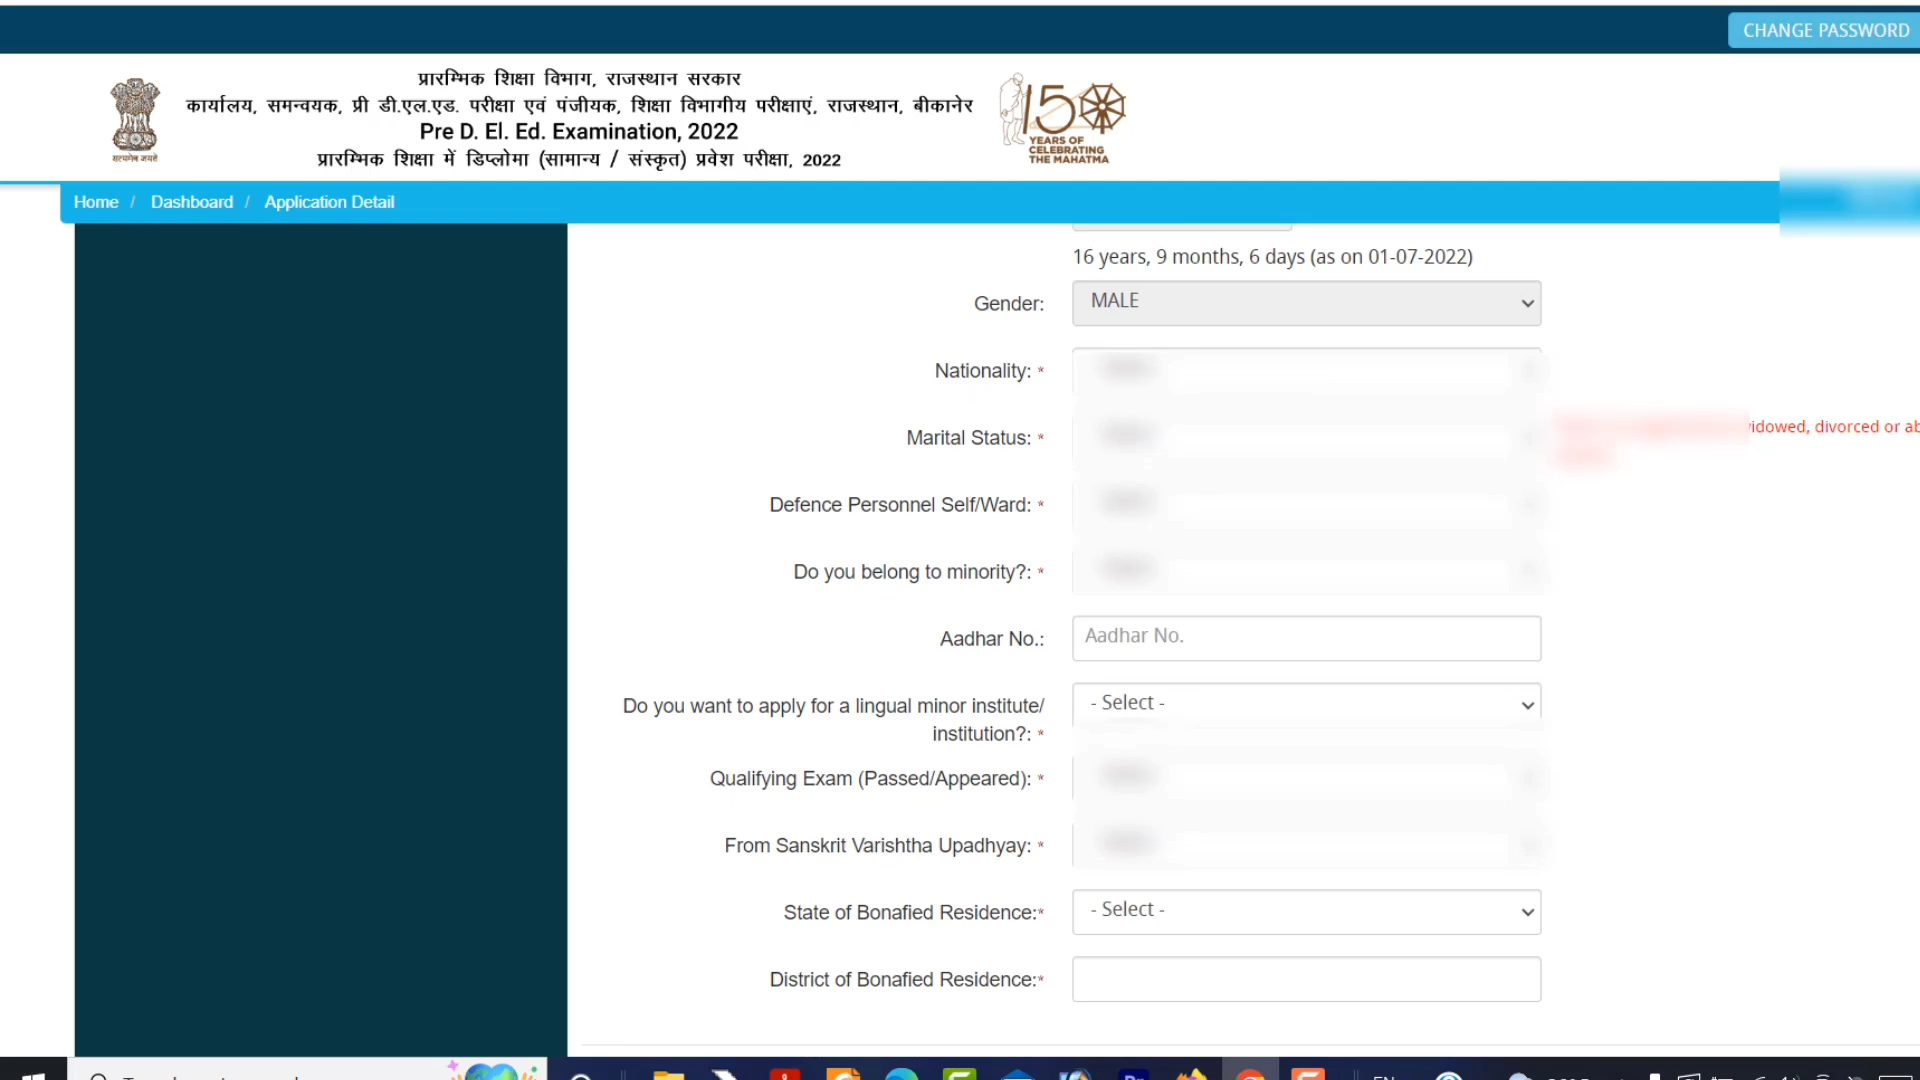 CHANGE PASSWORD
प्रारम्भिक शिक्षा विभाग, राजस्थान सरकार
कार्यालय, समन्वयक, प्री डी.एल.एड. परीक्षा एवं पंजीयक, शिक्षा विभागीय परीक्षाएं, राजस्थान, बीकानेर
Pre D. El. Ed. Examination, 2022
प्रारम्भिक शिक्षा में डिप्लोमा (सामान्य / संस्कृत) प्रवेश परीक्षा, 2022
सत्यमेव जयते
150
YEARS OF
CELEBRATING
THE MAHATMA
Home / Dashboard / Application Detail
16 years, 9 months, 6 days (as on 01-07-2022)
Gender: MALE
Nationality: *
Marital Status: * idowed, divorced or ab
Defence Personnel Self/Ward: *
Do you belong to minority?: *
Aadhar No.: Aadhar No.
Do you want to apply for a lingual minor institute/ - Select -
institution?: *
Qualifying Exam (Passed/Appeared): *
From Sanskrit Varishtha Upadhyay: *
State of Bonafied Residence:* - Select -
District of Bonafied Residence:*